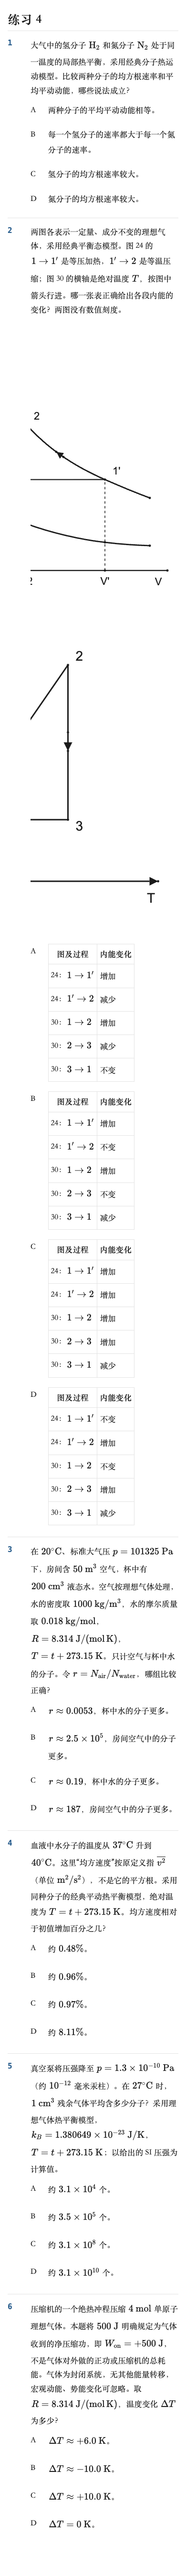 练习 4
1
大气中的氢分子 H₂ 和氮分子 N₂ 处于同
一温度的局部热平衡，采用经典分子热运
动模型。比较两种分子的均方根速率和平
均平动动能，哪些说法成立？
A 两种分子的平均平动动能相等。
B 每一个氢分子的速率都大于每一个氮
分子的速率。
C 氢分子的均方根速率较大。
D 氮分子的均方根速率较大。
2
两图各表示一定量、成分不变的理想气
体，采用经典平衡态模型。图 24 的
1 → 1′ 是等压加热，1′ → 2 是等温压
缩；图 30 的横轴是绝对温度 T，按图中
箭头行进。哪一张表正确给出各段内能的
变化？两图没有数值刻度。
2
1'
2 V' V
2
3
T
A 图及过程 内能变化
24： 1 → 1′ 增加
24： 1′ → 2 减少
30： 1 → 2 增加
30： 2 → 3 减少
30： 3 → 1 不变
B 图及过程 内能变化
24： 1 → 1′ 增加
24： 1′ → 2 不变
30： 1 → 2 增加
30： 2 → 3 不变
30： 3 → 1 减少
C 图及过程 内能变化
24： 1 → 1′ 增加
24： 1′ → 2 增加
30： 1 → 2 增加
30： 2 → 3 增加
30： 3 → 1 减少
D 图及过程 内能变化
24： 1 → 1′ 不变
24： 1′ → 2 增加
30： 1 → 2 不变
30： 2 → 3 增加
30： 3 → 1 减少
3
在 20°C、标准大气压 p = 101325 Pa
下，房间含 50 m³ 空气，杯中有
200 cm³ 液态水。空气按理想气体处理，
水的密度取 1000 kg/m³，水的摩尔质量
取 0.018 kg/mol，
R = 8.314 J/(mol K)，
T = t + 273.15 K。只计空气与杯中水
的分子。令 r = N_air/N_water，哪组比较
正确？
A r ≈ 0.0053，杯中水的分子更多。
B r ≈ 2.5 × 10⁵，房间空气中的分子
更多。
C r ≈ 0.19，杯中水的分子更多。
D r ≈ 187，房间空气中的分子更多。
4
血液中水分子的温度从 37°C 升到
40°C。这里“均方速度”按原定义指 v̅²
（单位 m²/s²），不是它的平方根。采用
同种分子的经典平动热平衡模型，绝对温
度为 T = t + 273.15 K。均方速度相对
于初值增加百分之几？
A 约 0.48%。
B 约 0.96%。
C 约 0.97%。
D 约 8.11%。
5
真空泵将压强降至 p = 1.3 × 10⁻¹⁰ Pa
（约 10⁻¹² 毫米汞柱）。在 27°C 时，
1 cm³ 残余气体平均含多少分子？采用理
想气体热平衡模型，
k_B = 1.380649 × 10⁻²³ J/K，
T = t + 273.15 K；以给出的 SI 压强为
计算值。
A 约 3.1 × 10⁴ 个。
B 约 3.5 × 10⁵ 个。
C 约 3.1 × 10⁸ 个。
D 约 3.1 × 10¹⁰ 个。
6
压缩机的一个绝热冲程压缩 4 mol 单原子
理想气体。本题将 500 J 明确规定为气体
收到的净压缩功，即 W_on = +500 J，
不是气体对外做的正功或压缩机的总耗
能。气体为封闭系统，无其他能量转移，
宏观动能、势能变化可忽略。取
R = 8.314 J/(mol K)，温度变化 ΔT
为多少？
A ΔT ≈ +6.0 K。
B ΔT ≈ −10.0 K。
C ΔT ≈ +10.0 K。
D ΔT = 0 K。